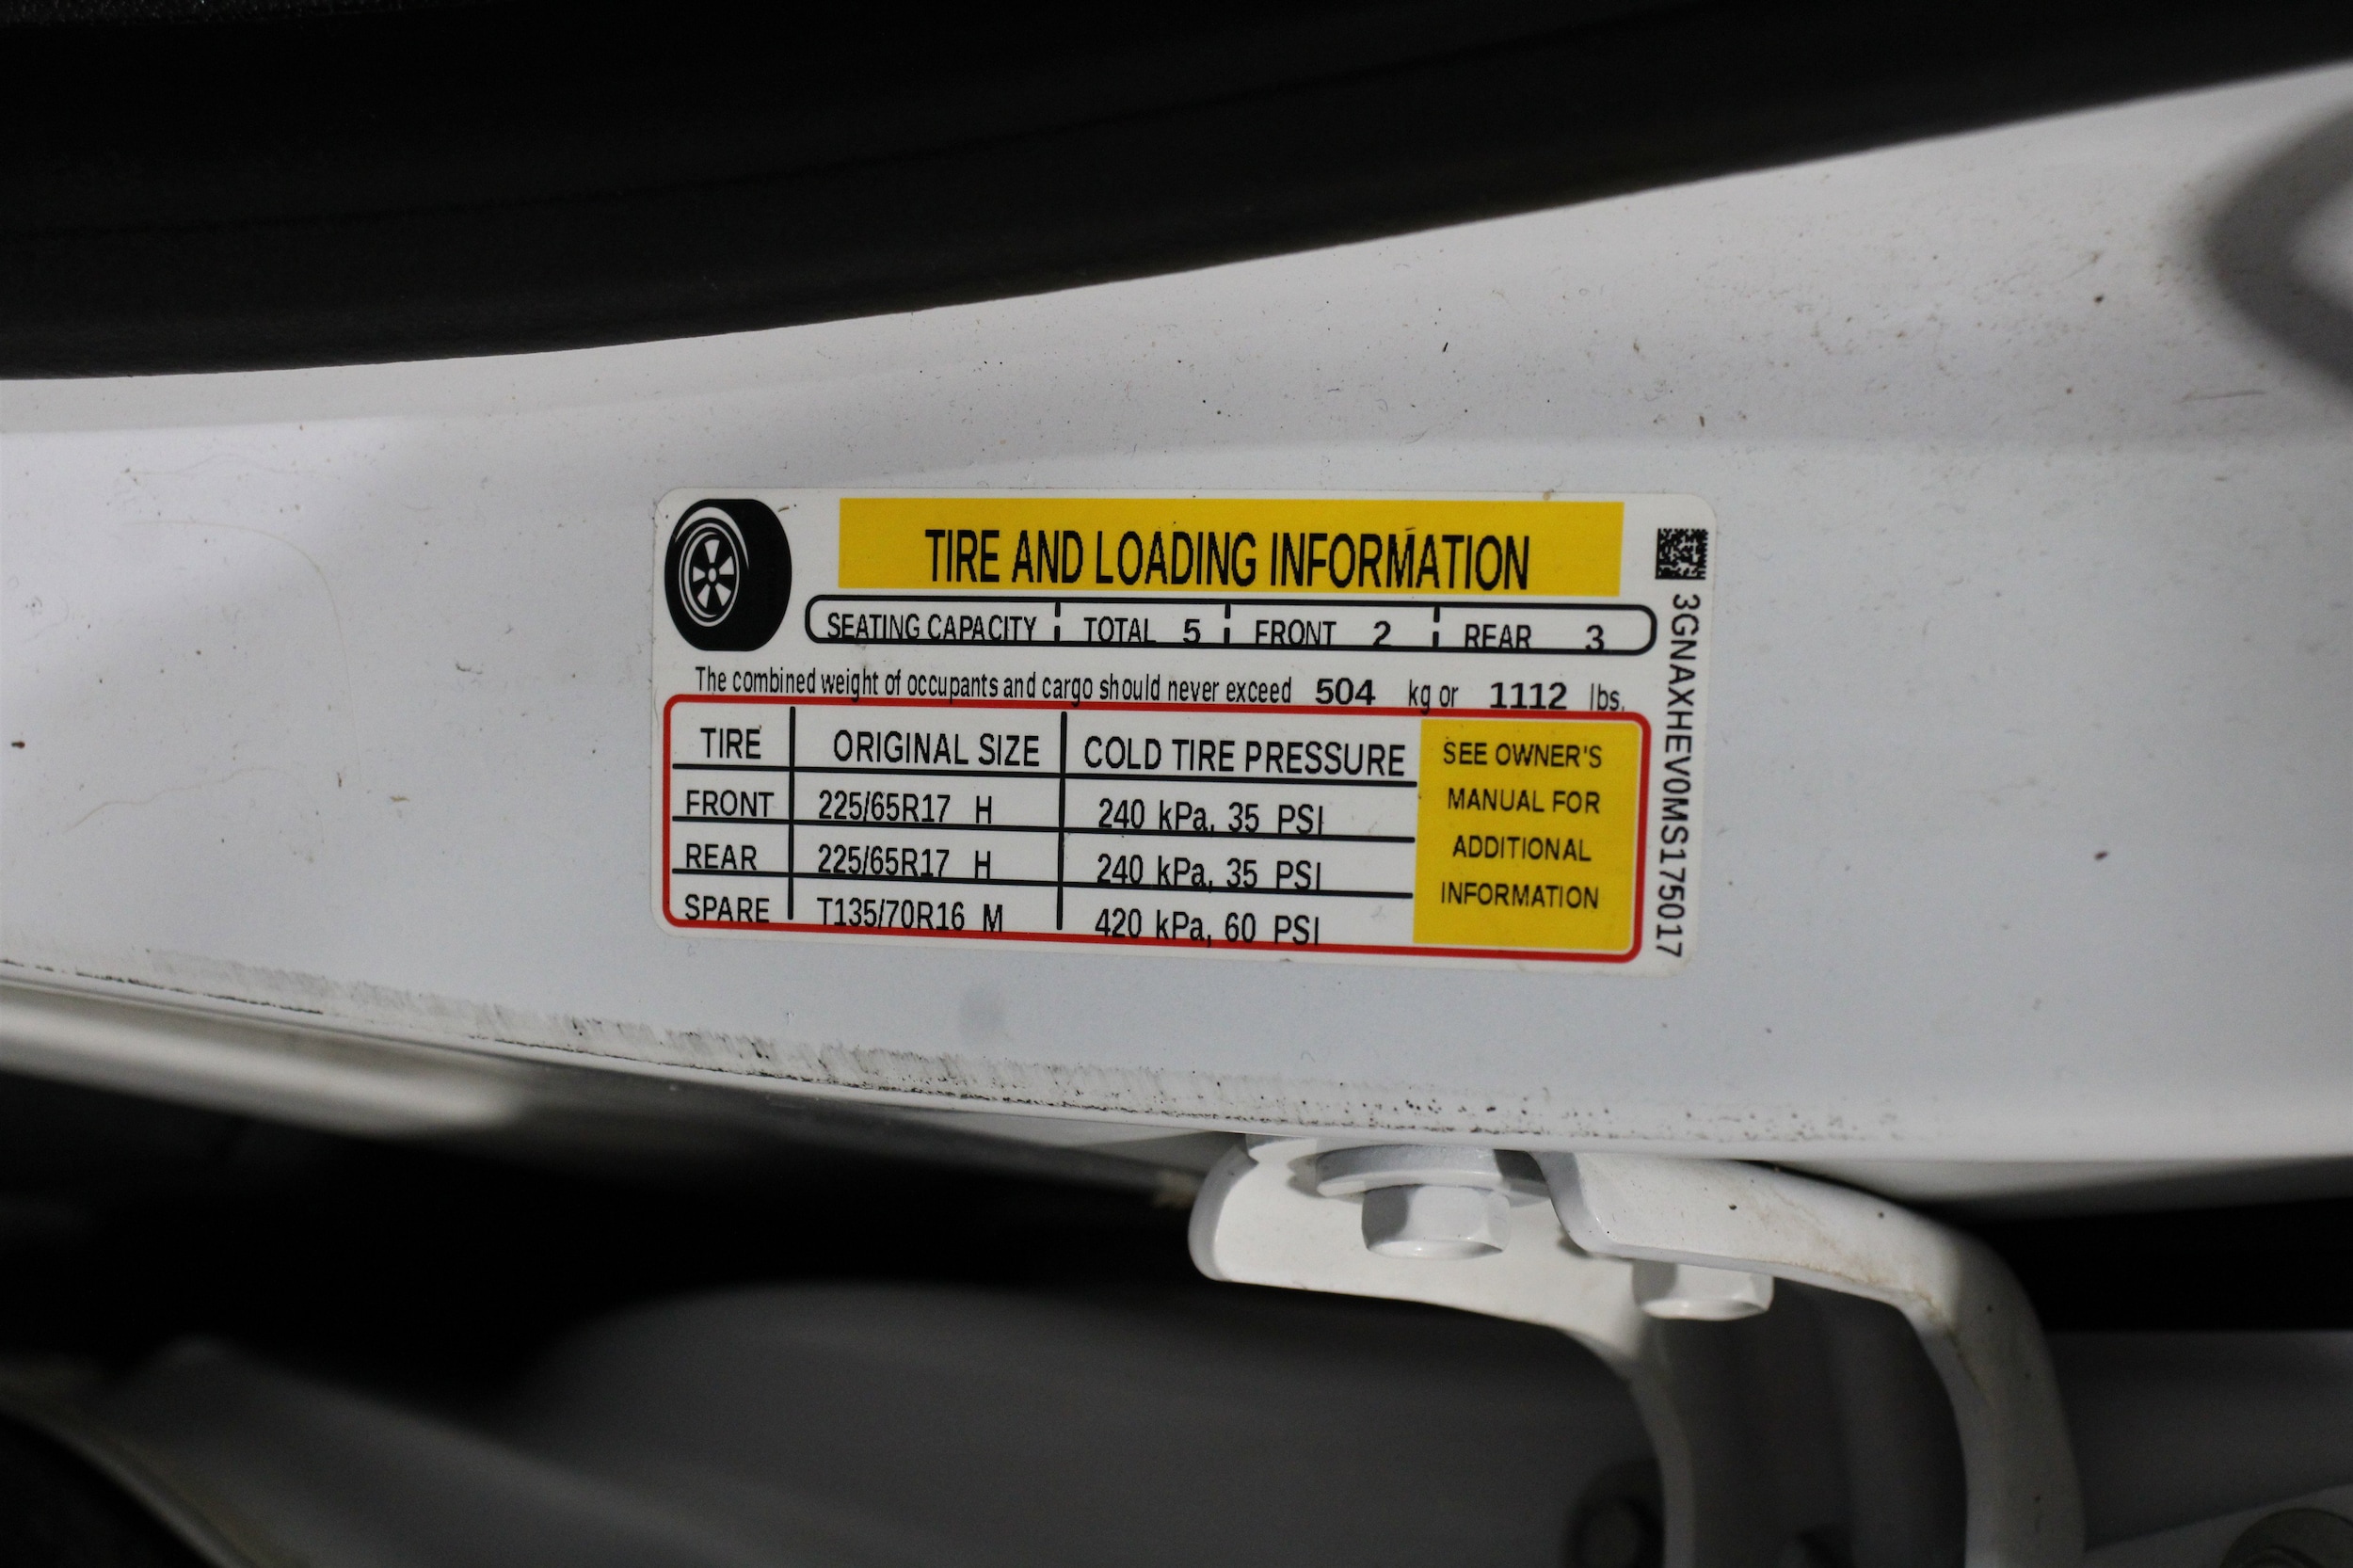 TIRE AND LOADING INFORMATION
SEATING CAPACITY TOTAL 5 FRONT 2 REAR 3
The combined weight of occupants and cargo should never exceed 504 kg or 1112 lbs.
TIRE ORIGINAL SIZE COLD TIRE PRESSURE
FRONT 225/65R17 H 240 kPa, 35 PSI
REAR 225/65R17 H 240 kPa, 35 PSI
SPARE T135/70R16 M 420 kPa, 60 PSI
SEE OWNER'S
MANUAL FOR
ADDITIONAL
INFORMATION
3GNAXHEV0MS175017